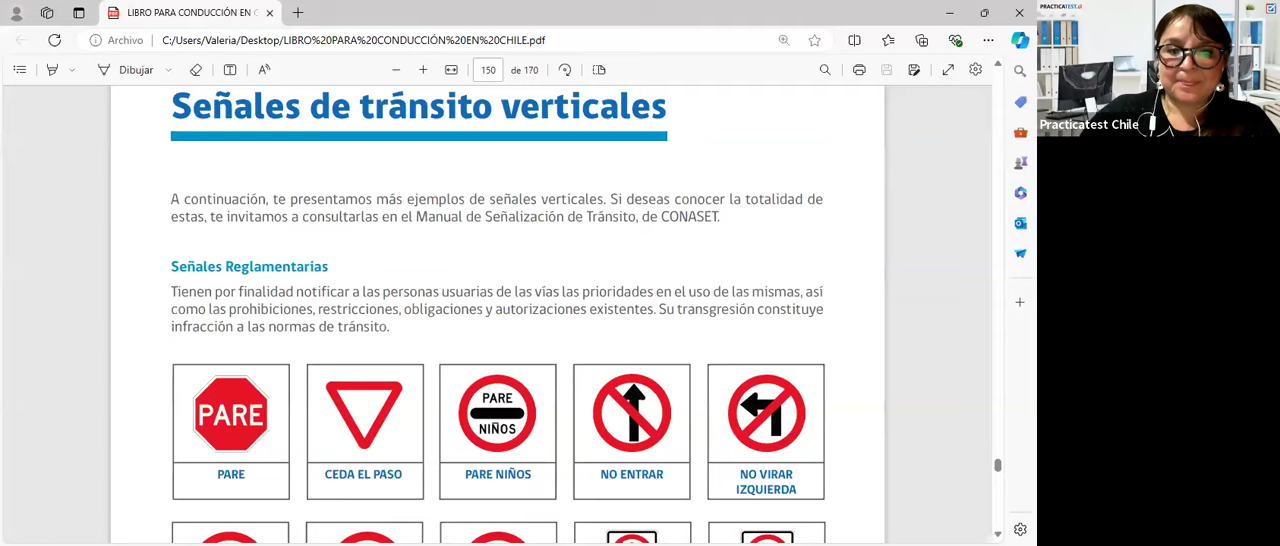 LIBRO PARA CONDUCCIÓN EN C
Archivo
C:/Users/Valeria/Desktop/LIBRO%20PARA%20CONDUCCIÓN%20EN%20CHILE.pdf
Dibujar
150
de 170
PRACTICATEST.cl
Practicatest Chile
Señales de tránsito verticales
A continuación, te presentamos más ejemplos de señales verticales. Si deseas conocer la totalidad de
estas, te invitamos a consultarlas en el Manual de Señalización de Tránsito, de CONASET.
Señales Reglamentarias
Tienen por finalidad notificar a las personas usuarias de las vías las prioridades en el uso de las mismas, así
como las prohibiciones, restricciones, obligaciones y autorizaciones existentes. Su transgresión constituye
infracción a las normas de tránsito.
PARE
PARE
NIÑOS
PARE
CEDA EL PASO
PARE NIÑOS
NO ENTRAR
NO VIRAR
IZQUIERDA